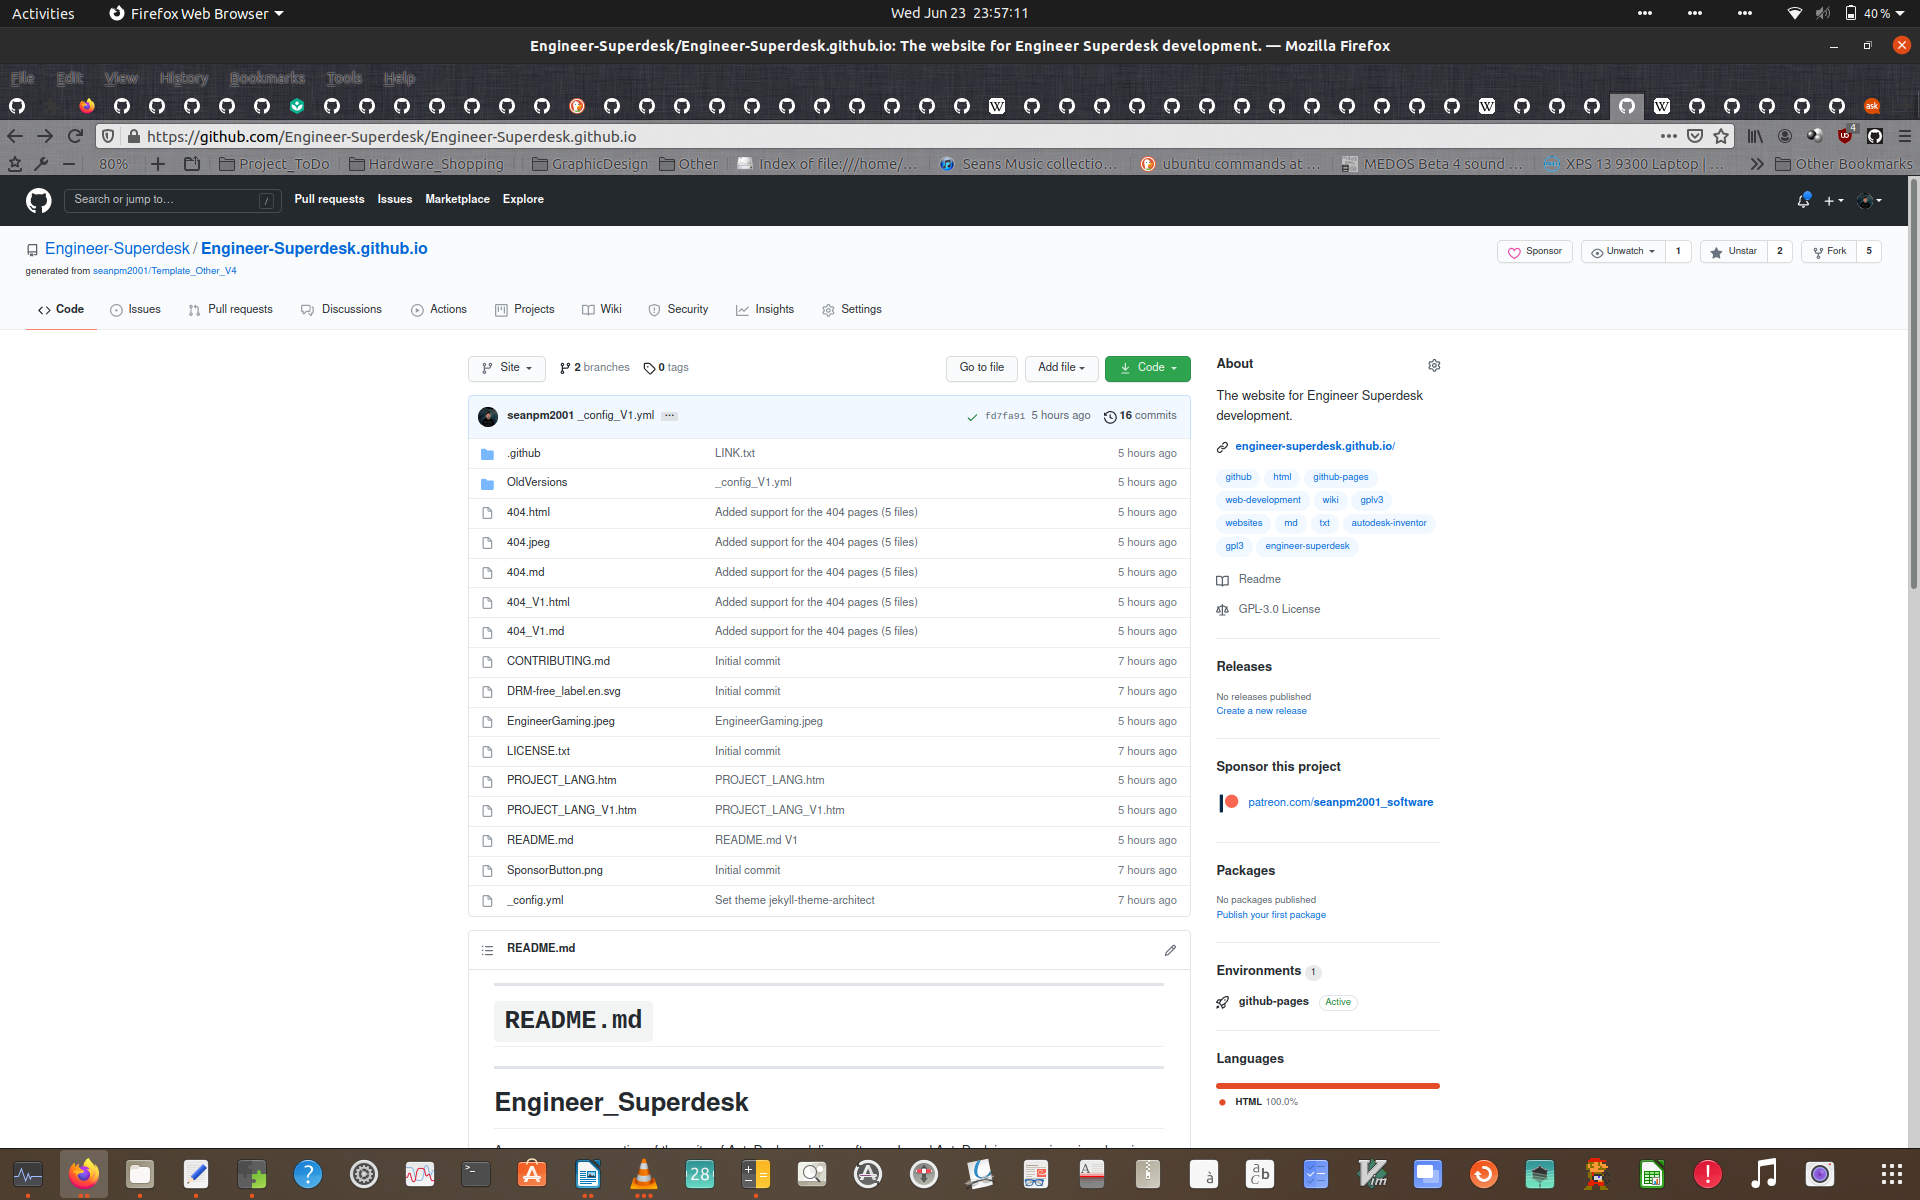 Activities
Firefox Web Browser
Wed Jun 23 23:57:11
40 %
Engineer-Superdesk/Engineer-Superdesk.github.io: The website for Engineer Superdesk development. — Mozilla Firefox
File Edit View History Bookmarks Tools Help
https://github.com/Engineer-Superdesk/Engineer-Superdesk.github.io
4
80% Project_ToDo Hardware_Shopping GraphicDesign Other Index of file:///home/... Seans Music collectio... ubuntu commands at ... MEDOS Beta 4 sound ... XPS 13 9300 Laptop | ... Other Bookmarks
Search or jump to... /
Pull requests Issues Marketplace Explore
Engineer-Superdesk / Engineer-Superdesk.github.io
Sponsor Unwatch 1 Unstar 2 Fork 5
generated from seanpm2001/Template_Other_V4
Code Issues Pull requests Discussions Actions Projects Wiki Security Insights Settings
Site 2 branches 0 tags Go to file Add file Code
seanpm2001 _config_V1.yml ... fd7fa91 5 hours ago 16 commits
.github LINK.txt 5 hours ago
OldVersions _config_V1.yml 5 hours ago
404.html Added support for the 404 pages (5 files) 5 hours ago
404.jpeg Added support for the 404 pages (5 files) 5 hours ago
404.md Added support for the 404 pages (5 files) 5 hours ago
404_V1.html Added support for the 404 pages (5 files) 5 hours ago
404_V1.md Added support for the 404 pages (5 files) 5 hours ago
CONTRIBUTING.md Initial commit 7 hours ago
DRM-free_label.en.svg Initial commit 7 hours ago
EngineerGaming.jpeg EngineerGaming.jpeg 5 hours ago
LICENSE.txt Initial commit 7 hours ago
PROJECT_LANG.htm PROJECT_LANG.htm 5 hours ago
PROJECT_LANG_V1.htm PROJECT_LANG_V1.htm 5 hours ago
README.md README.md V1 5 hours ago
SponsorButton.png Initial commit 7 hours ago
_config.yml Set theme jekyll-theme-architect 7 hours ago
README.md
README.md
Engineer_Superdesk
About
The website for Engineer Superdesk
development.
engineer-superdesk.github.io/
github html github-pages
web-development wiki gplv3
websites md txt autodesk-inventor
gpl3 engineer-superdesk
Readme
GPL-3.0 License
Releases
No releases published
Create a new release
Sponsor this project
patreon.com/seanpm2001_software
Packages
No packages published
Publish your first package
Environments 1
github-pages Active
Languages
HTML 100.0%
28